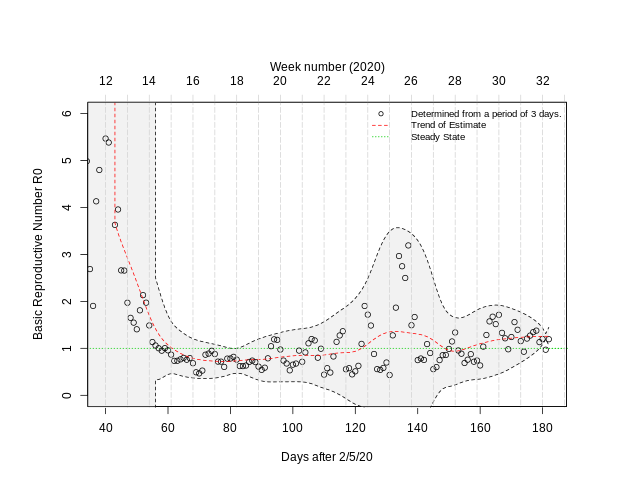 Week number (2020)
12 14 16 18 20 22 24 26 28 30 32
Determined from a period of 3 days.
Trend of Estimate
Steady State
Basic Reproductive Number R0
6
5
4
3
2
1
0
40 60 80 100 120 140 160 180
Days after 2/5/20